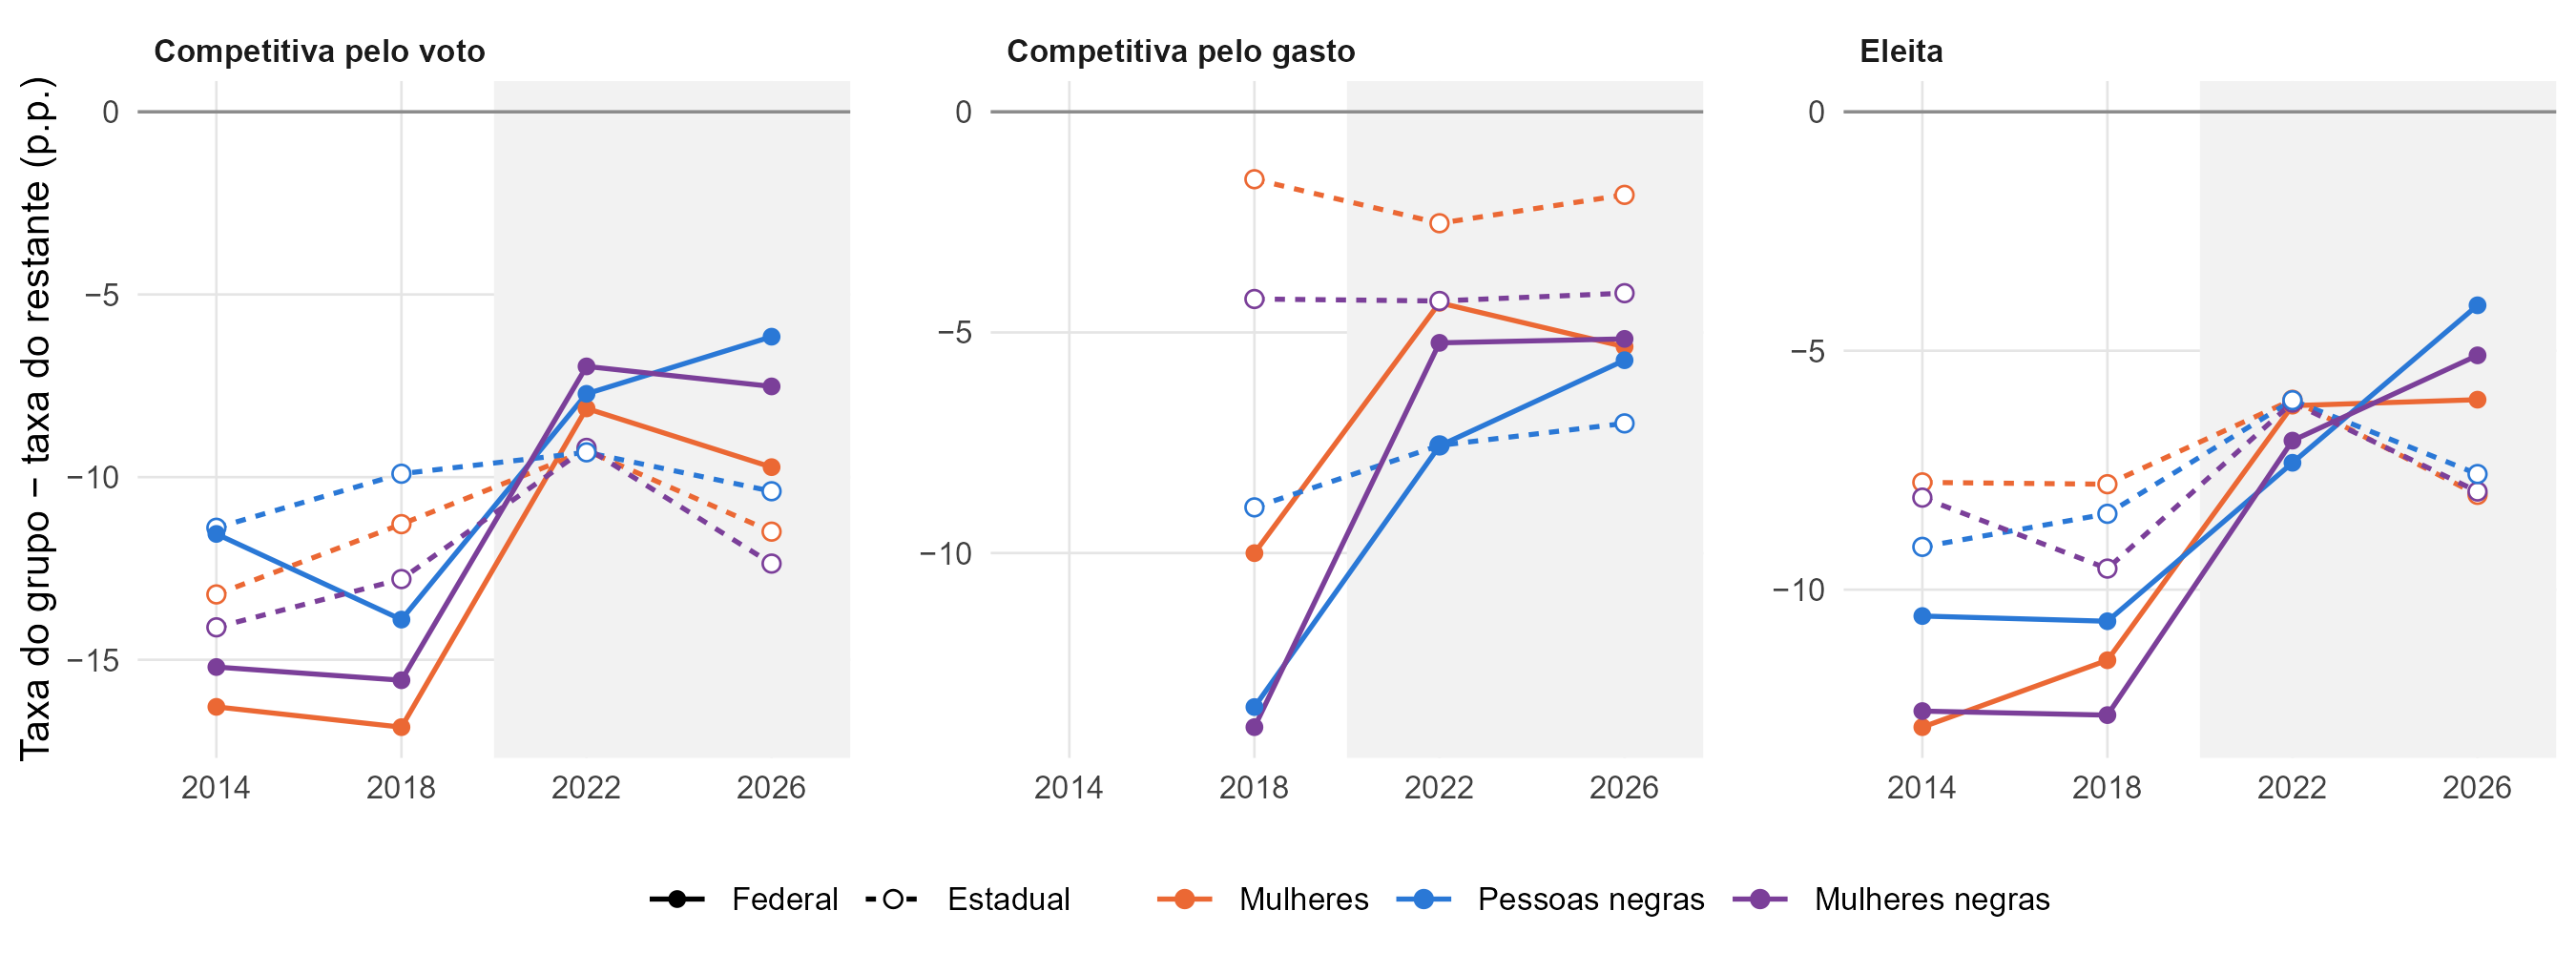 Competitiva pelo voto
Competitiva pelo gasto
Eleita
Taxa do grupo − taxa do restante (p.p.)
0
−5
−10
−15
0
−5
−10
0
−5
−10
2014 2018 2022 2026
2014 2018 2022 2026
2014 2018 2022 2026
Federal Estadual Mulheres Pessoas negras Mulheres negras